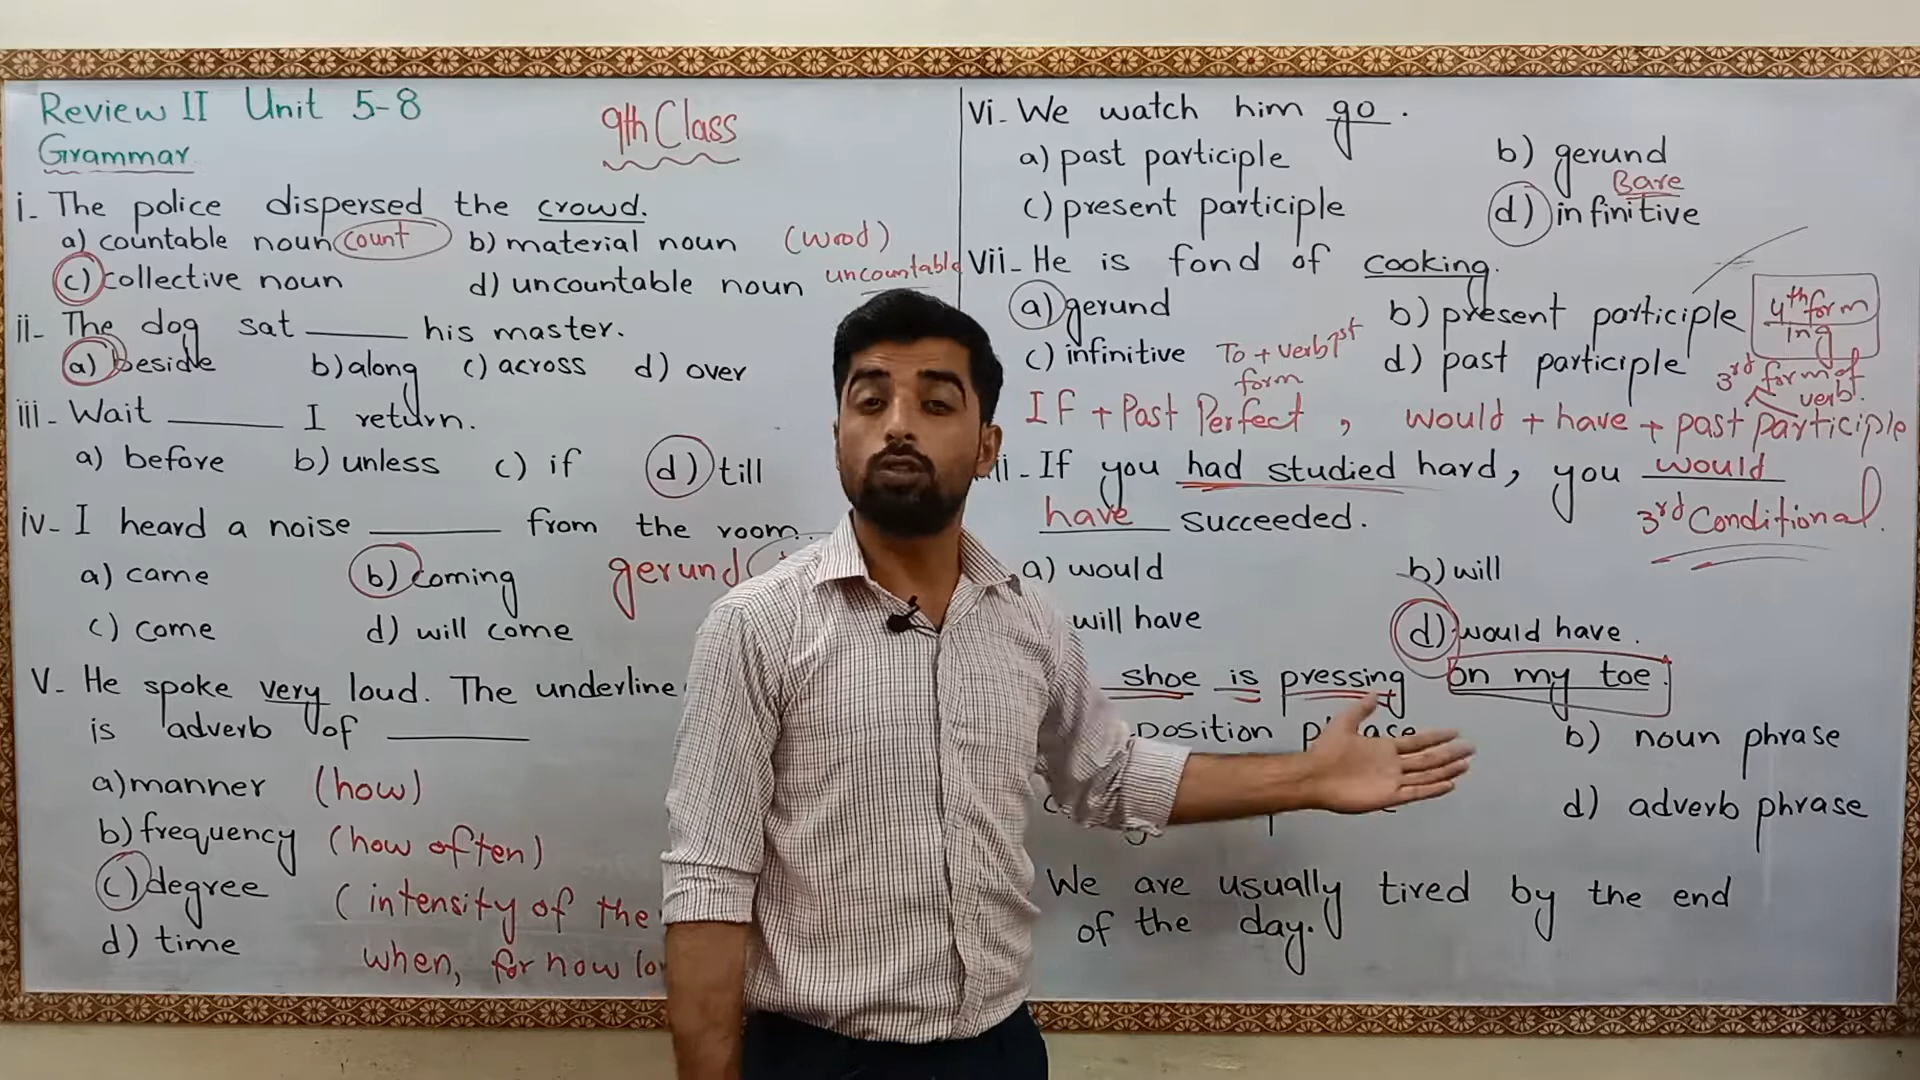 Review II Unit 5-8
Grammar
9th Class
i- The police dispersed the crowd.
a) countable noun count b) material noun (wood)
c) collective noun d) uncountable noun uncountable
ii- The dog sat ______ his master.
a) beside b) along c) across d) over
iii- Wait ______ I return.
a) before b) unless c) if d) till
iv- I heard a noise ______ from the room.
a) came b) coming gerund
c) come d) will come
V- He spoke very loud. The underline
is adverb of ______
a) manner (how)
b) frequency (how often)
c) degree (intensity of the
d) time when, for how
vi- We watch him go.
a) past participle b) gerund
c) present participle d) Bare infinitive
vii- He is fond of cooking.
a) gerund b) present participle 4th form ing
c) infinitive To + verb 1st form d) past participle 3rd form of verb.
If + Past Perfect, would + have + past participle
If you had studied hard, you would
have succeeded. 3rd Conditional.
a) would b) will
will have d) would have.
shoe is pressing on my toe.
b) noun phrase
d) adverb phrase
We are usually tired by the end
of the day.